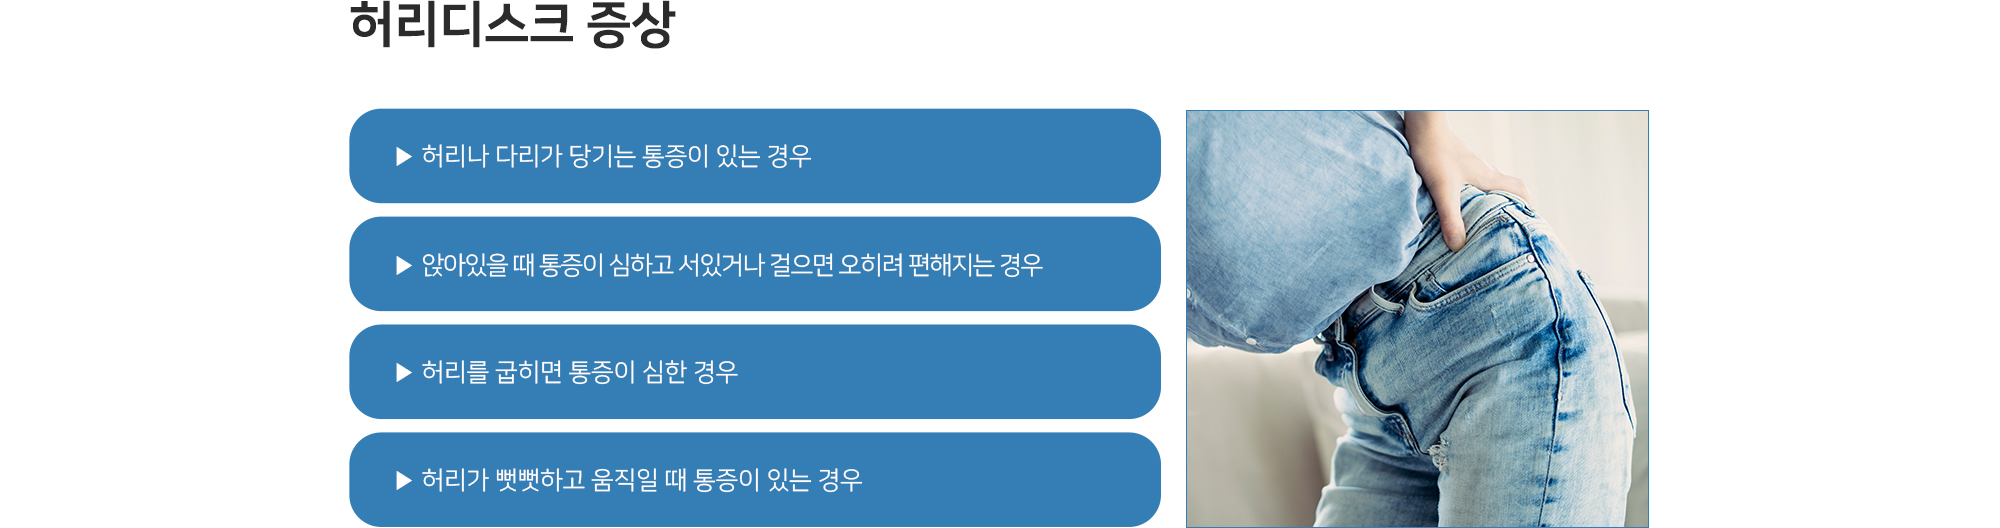 허리디스크 증상
▶ 허리나 다리가 당기는 통증이 있는 경우
▶ 앉아있을 때 통증이 심하고 서있거나 걸으면 오히려 편해지는 경우
▶ 허리를 굽히면 통증이 심한 경우
▶ 허리가 뻣뻣하고 움직일 때 통증이 있는 경우